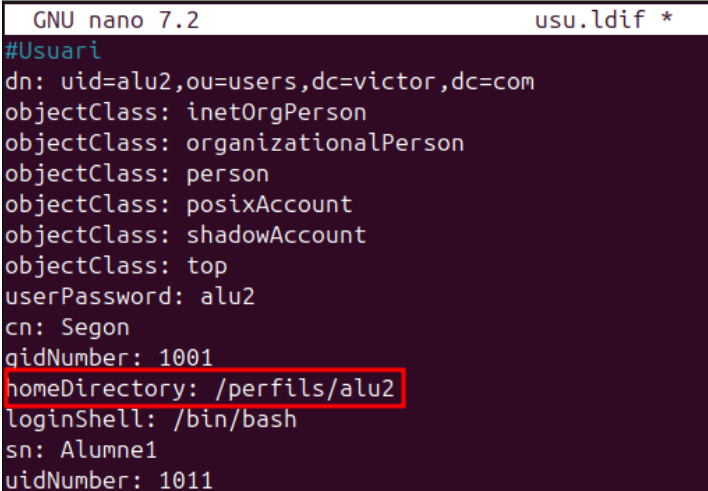 GNU nano 7.2 usu.ldif *
#Usuari
dn: uid=alu2,ou=users,dc=victor,dc=com
objectClass: inetOrgPerson
objectClass: organizationalPerson
objectClass: person
objectClass: posixAccount
objectClass: shadowAccount
objectClass: top
userPassword: alu2
cn: Segon
gidNumber: 1001
homeDirectory: /perfils/alu2
loginShell: /bin/bash
sn: Alumne1
uidNumber: 1011